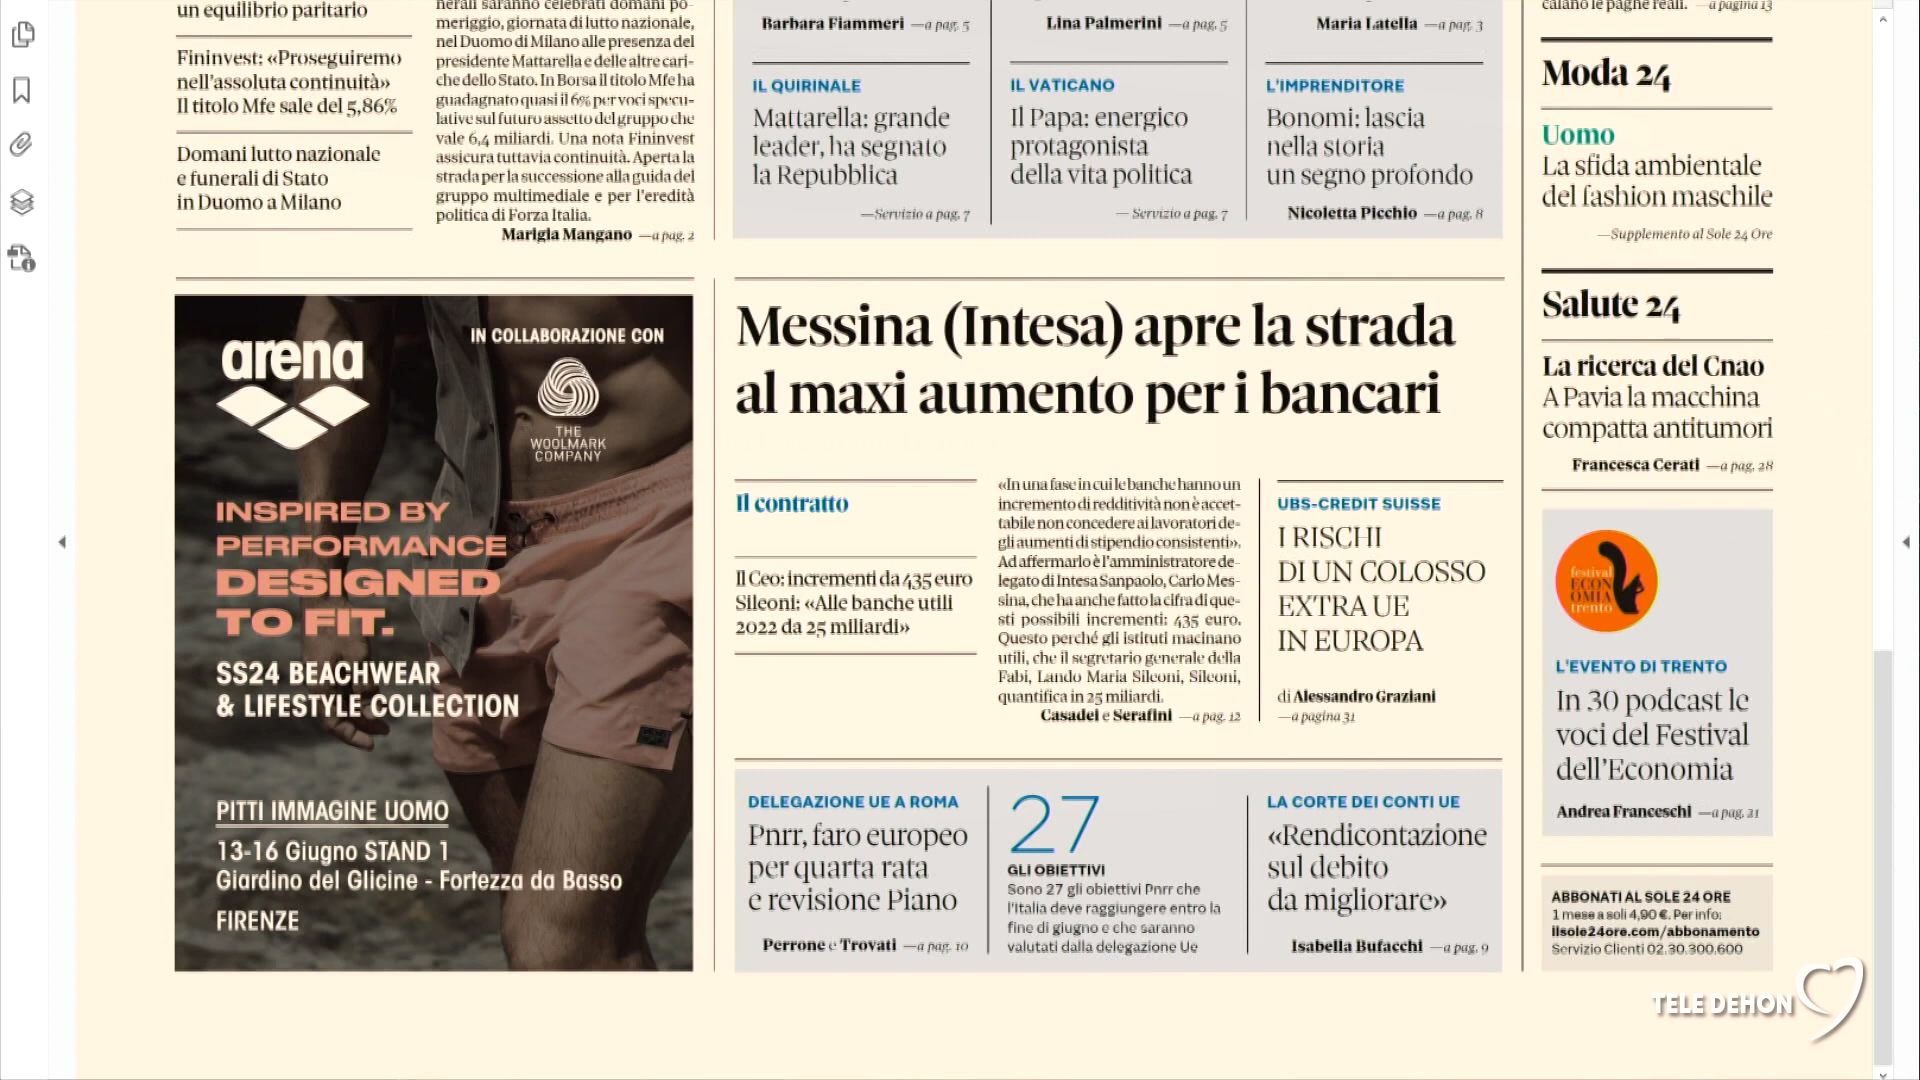 un equilibrio paritario
Fininvest: «Proseguiremo
nell'assoluta continuità»
Il titolo Mfe sale del 5,86%
Domani lutto nazionale
e funerali di Stato
in Duomo a Milano
nerali saranno celebrati domani po-
meriggio, giornata di lutto nazionale,
nel Duomo di Milano alle presenza del
presidente Mattarella e delle altre cari-
che dello Stato. In Borsa il titolo Mfe ha
guadagnato quasi il 6% per voci specu-
lative sul futuro assetto del gruppo che
vale 6,4 miliardi. Una nota Fininvest
assicura tuttavia continuità. Aperta la
strada per la successione alla guida del
gruppo multimediale e per l'eredità
politica di Forza Italia.
Marigia Mangano —a pag. 2
Barbara Fiammeri —a pag. 5
Lina Palmerini —a pag. 5
Maria Latella —a pag. 3
IL QUIRINALE
Mattarella: grande
leader, ha segnato
la Repubblica
—Servizio a pag. 7
IL VATICANO
Il Papa: energico
protagonista
della vita politica
— Servizio a pag. 7
L'IMPRENDITORE
Bonomi: lascia
nella storia
un segno profondo
Nicoletta Picchio —a pag. 8
calano le paghe reali. —a pagina 13
Moda 24
Uomo
La sfida ambientale
del fashion maschile
—Supplemento al Sole 24 Ore
Salute 24
La ricerca del Cnao
A Pavia la macchina
compatta antitumori
Francesca Cerati —a pag. 28
arena
IN COLLABORAZIONE CON
THE
WOOLMARK
COMPANY
INSPIRED BY
PERFORMANCE
DESIGNED
TO FIT.
SS24 BEACHWEAR
& LIFESTYLE COLLECTION
PITTI IMMAGINE UOMO
13-16 Giugno STAND 1
Giardino del Glicine - Fortezza da Basso
FIRENZE
Messina (Intesa) apre la strada
al maxi aumento per i bancari
Il contratto
Il Ceo: incrementi da 435 euro
Sileoni: «Alle banche utili
2022 da 25 miliardi»
«In una fase in cui le banche hanno un
incremento di redditività non è accet-
tabile non concedere ai lavoratori de-
gli aumenti di stipendio consistenti».
Ad affermarlo è l'amministratore de-
legato di Intesa Sanpaolo, Carlo Mes-
sina, che ha anche fatto la cifra di que-
sti possibili incrementi: 435 euro.
Questo perché gli istituti macinano
utili, che il segretario generale della
Fabi, Lando Maria Sileoni, Sileoni,
quantifica in 25 miliardi.
Casadei e Serafini —a pag. 12
UBS-CREDIT SUISSE
I RISCHI
DI UN COLOSSO
EXTRA UE
IN EUROPA
di Alessandro Graziani
—a pagina 31
DELEGAZIONE UE A ROMA
Pnrr, faro europeo
per quarta rata
e revisione Piano
Perrone e Trovati —a pag. 10
27
GLI OBIETTIVI
Sono 27 gli obiettivi Pnrr che
l'Italia deve raggiungere entro la
fine di giugno e che saranno
valutati dalla delegazione Ue
LA CORTE DEI CONTI UE
«Rendicontazione
sul debito
da migliorare»
Isabella Bufacchi —a pag. 9
festival
ECON
OMIA
trento
L'EVENTO DI TRENTO
In 30 podcast le
voci del Festival
dell'Economia
Andrea Franceschi —a pag. 21
ABBONATI AL SOLE 24 ORE
1 mese a soli 4,90 €. Per info:
ilsole24ore.com/abbonamento
Servizio Clienti 02.30.300.600
TELE DEHON